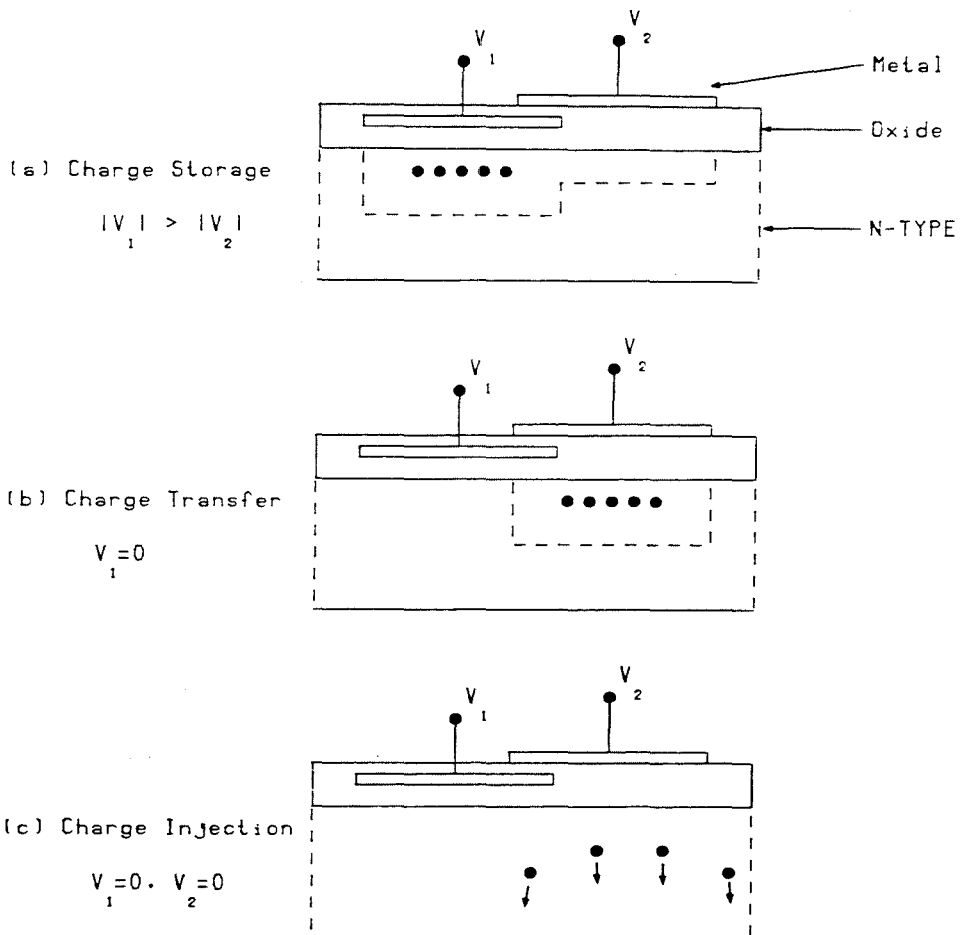 V₁
V₂
Metal
Oxide
N-TYPE
(a) Charge Storage
|V₁| > |V₂|
V₁
V₂
(b) Charge Transfer
V₁=0
V₁
V₂
(c) Charge Injection
V₁=0. V₂=0